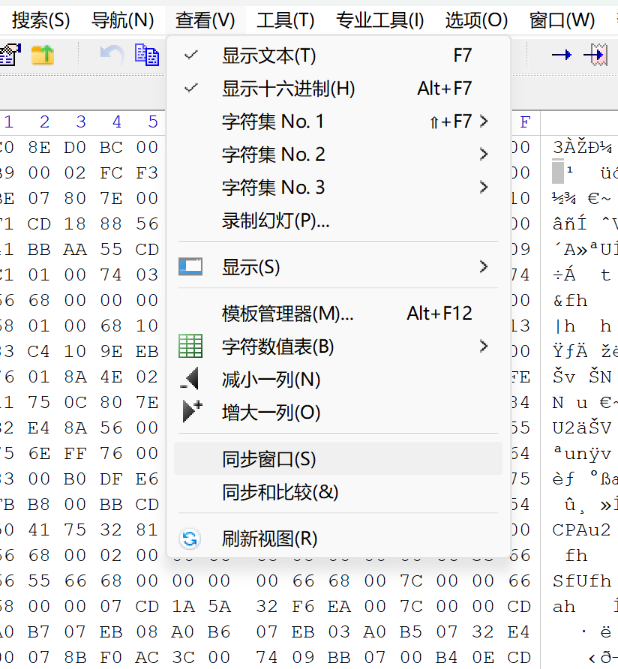 搜索(S) 导航(N) 查看(V) 工具(T) 专业工具(I) 选项(O) 窗口(W)
显示文本(T) F7
显示十六进制(H) Alt+F7
字符集 No. 1 ⇑+F7 >
字符集 No. 2 >
字符集 No. 3 >
录制幻灯(P)...
显示(S) >
模板管理器(M)... Alt+F12
字符数值表(B) >
减小一列(N)
增大一列(O)
同步窗口(S)
同步和比较(&)
刷新视图(R)
1 2 3 4 5 F
C0 8E D0 BC 00 00 3ÀŽÐ¼
B9 00 02 FC F3 00 ¹ üó
BE 07 80 7E 00 10 ½¾ €~
F1 CD 18 88 56 00 âñÍ ˆV
41 BB AA 55 CD 09 ´A»ªUÍ
C1 01 00 74 03 74 ÷Á t
66 68 00 00 00 00 &fh
68 01 00 68 10 13 |h h
83 C4 10 9E EB 00 ŸƒÄ žë
76 01 8A 4E 02 FE Šv ŠN
11 75 0C 80 7E 84 N u €~
32 E4 8A 56 00 55 U2äŠV
75 6E FF 76 00 64 ªunÿv
83 00 B0 DF E6 75 èƒ °ßæ
FB B8 00 BB CD 54 û¸ »Í
50 41 75 32 81 00 CPAu2
66 68 00 02 00 66 fh
66 55 66 68 00 00 00 00 00 66 68 00 7C 00 00 66 SfUfh
68 00 00 07 CD 1A 5A 32 F6 EA 00 7C 00 00 CD ah Í
A0 B7 07 EB 08 A0 B6 07 EB 03 A0 B5 07 32 E4 · ë
00 07 8B F0 AC 3C 00 74 09 BB 07 00 B4 0E CD ‹ð¬